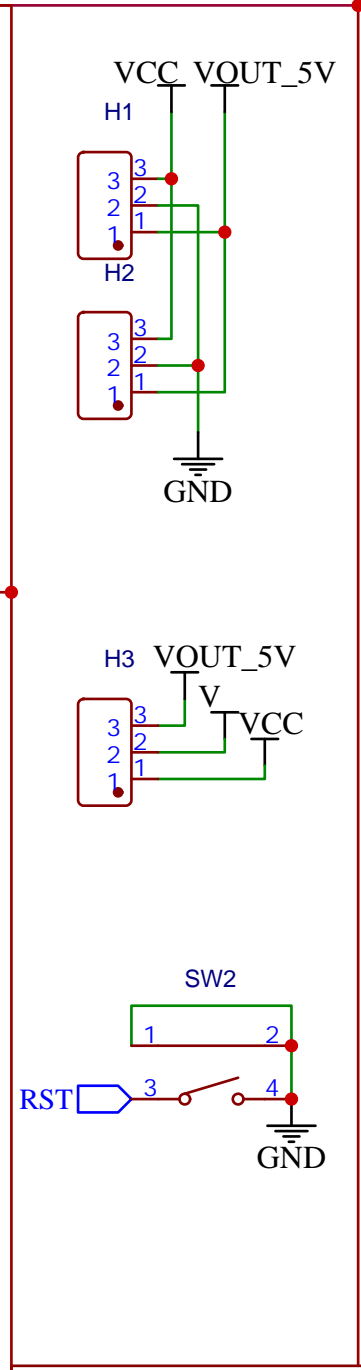 VCC VOUT_5V
H1
3 3
2 2
1 1
H2
3 3
2 2
1 1
GND
H3 VOUT_5V
V
VCC
3 3
2 2
1 1
SW2
1 2
RST 3 4
GND